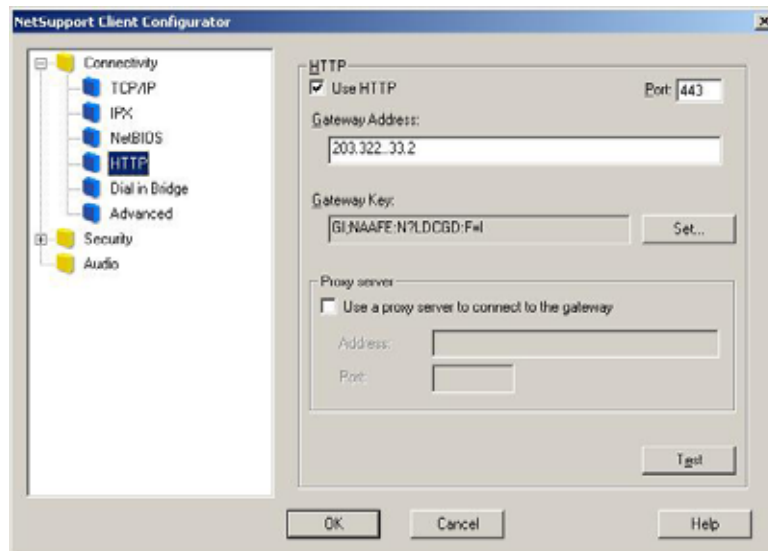 NetSupport Client Configurator
Connectivity
TCP/IP
IPX
NetBIOS
HTTP
Dial in Bridge
Advanced
Security
Audio
HTTP
Use HTTP
Port: 443
Gateway Address:
203.322..33.2
Gateway Key:
GI;NAAFE:N?LDCGD:F=I
Set...
Proxy server
Use a proxy server to connect to the gateway
Address:
Port:
Test
OK
Cancel
Help